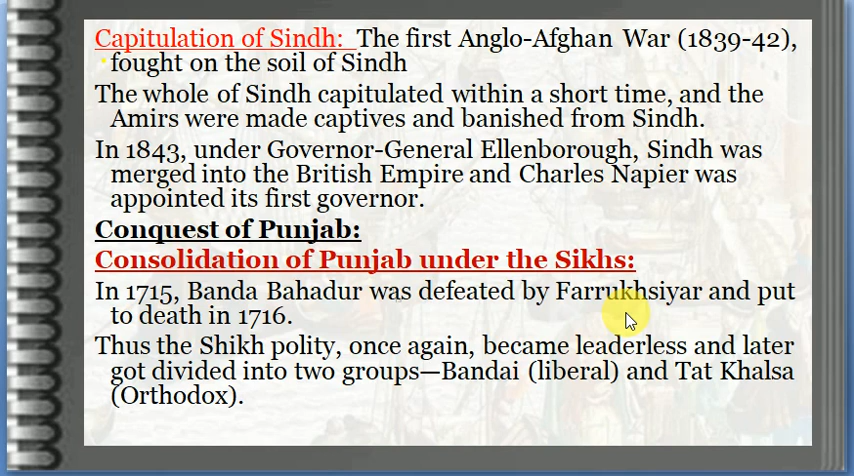 Capitulation of Sindh: The first Anglo-Afghan War (1839-42),
fought on the soil of Sindh
The whole of Sindh capitulated within a short time, and the
Amirs were made captives and banished from Sindh.
In 1843, under Governor-General Ellenborough, Sindh was
merged into the British Empire and Charles Napier was
appointed its first governor.
Conquest of Punjab:
Consolidation of Punjab under the Sikhs:
In 1715, Banda Bahadur was defeated by Farrukhsiyar and put
to death in 1716.
Thus the Shikh polity, once again, became leaderless and later
got divided into two groups—Bandai (liberal) and Tat Khalsa
(Orthodox).